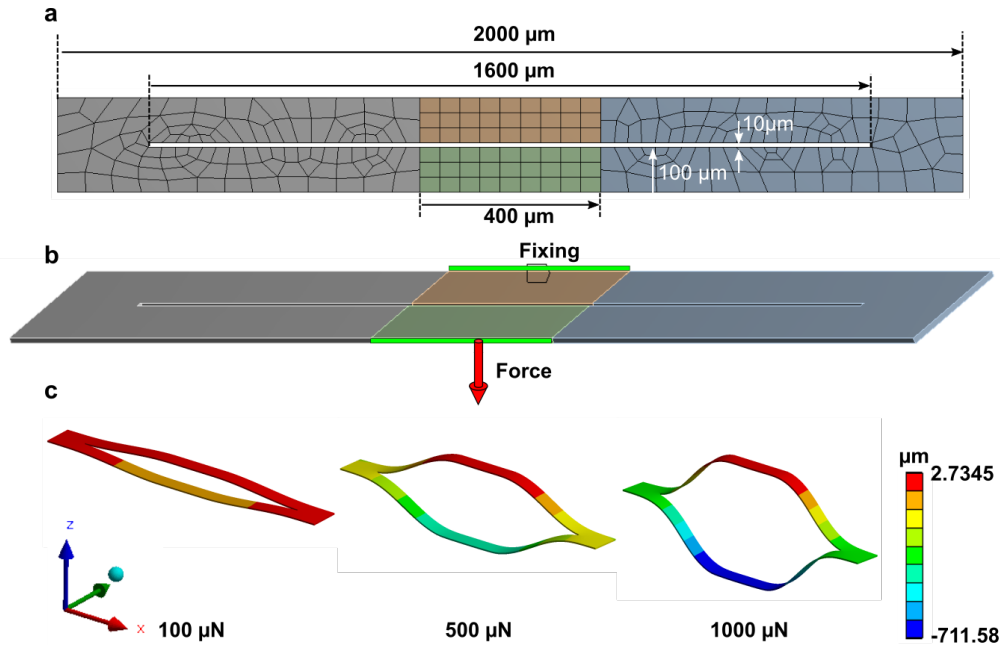 a
2000 µm
1600 µm
10µm
100 µm
400 µm
b
Fixing
Force
c
µm
2.7345
z
x
-711.58
100 µN
500 µN
1000 µN